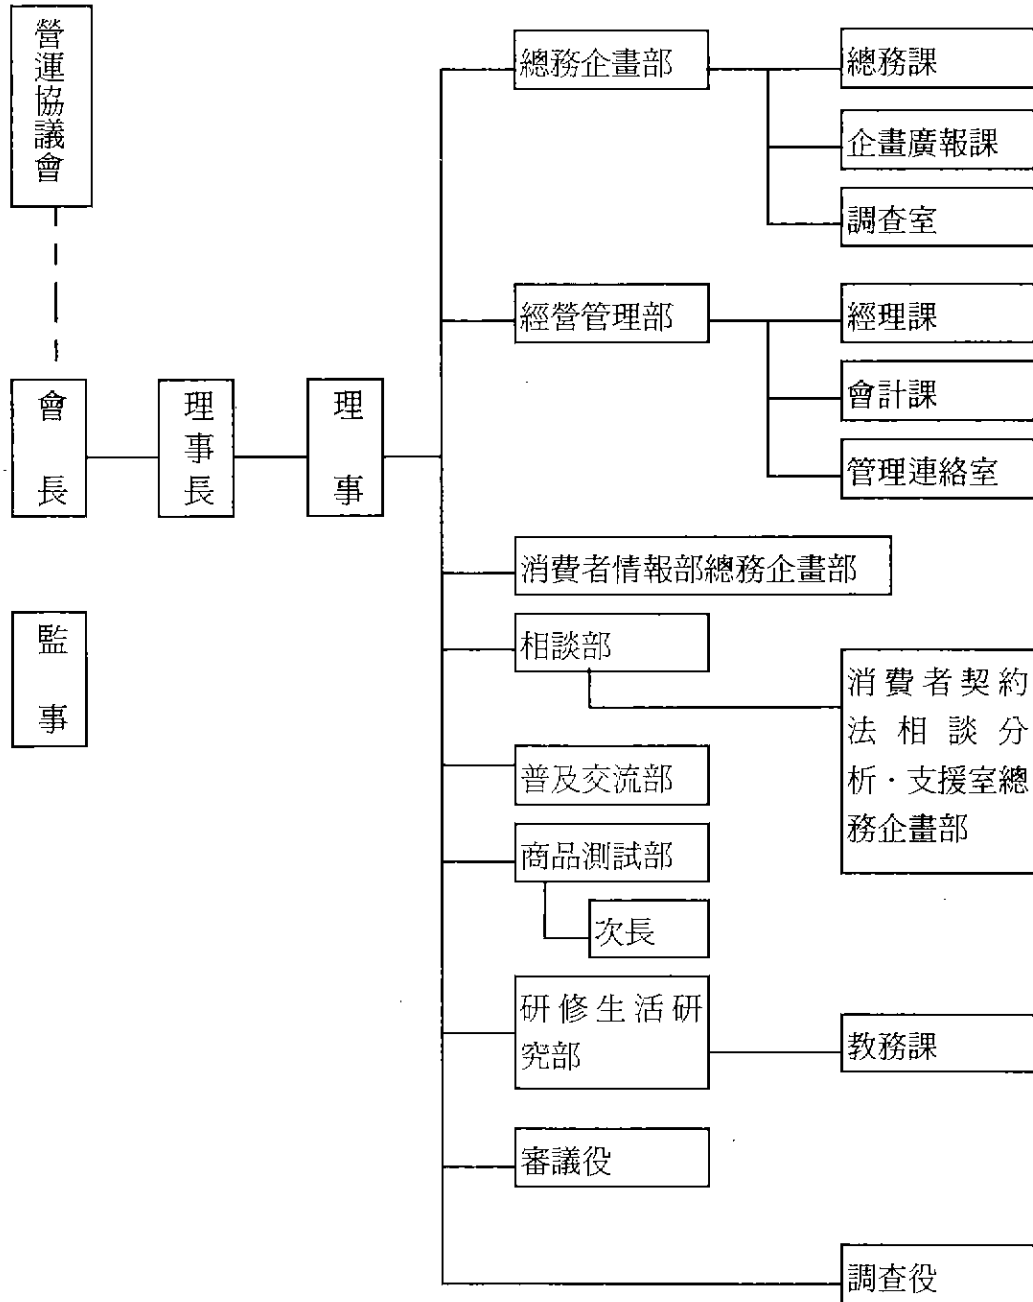 營運協議會
會長
理事長
理事
監事
總務企畫部
總務課
企畫廣報課
調查室
經營管理部
經理課
會計課
管理連絡室
消費者情報部總務企畫部
相談部
消費者契約
法相談分
析·支援室總
務企畫部
普及交流部
商品測試部
次長
研修生活研
究部
教務課
審議役
調查役